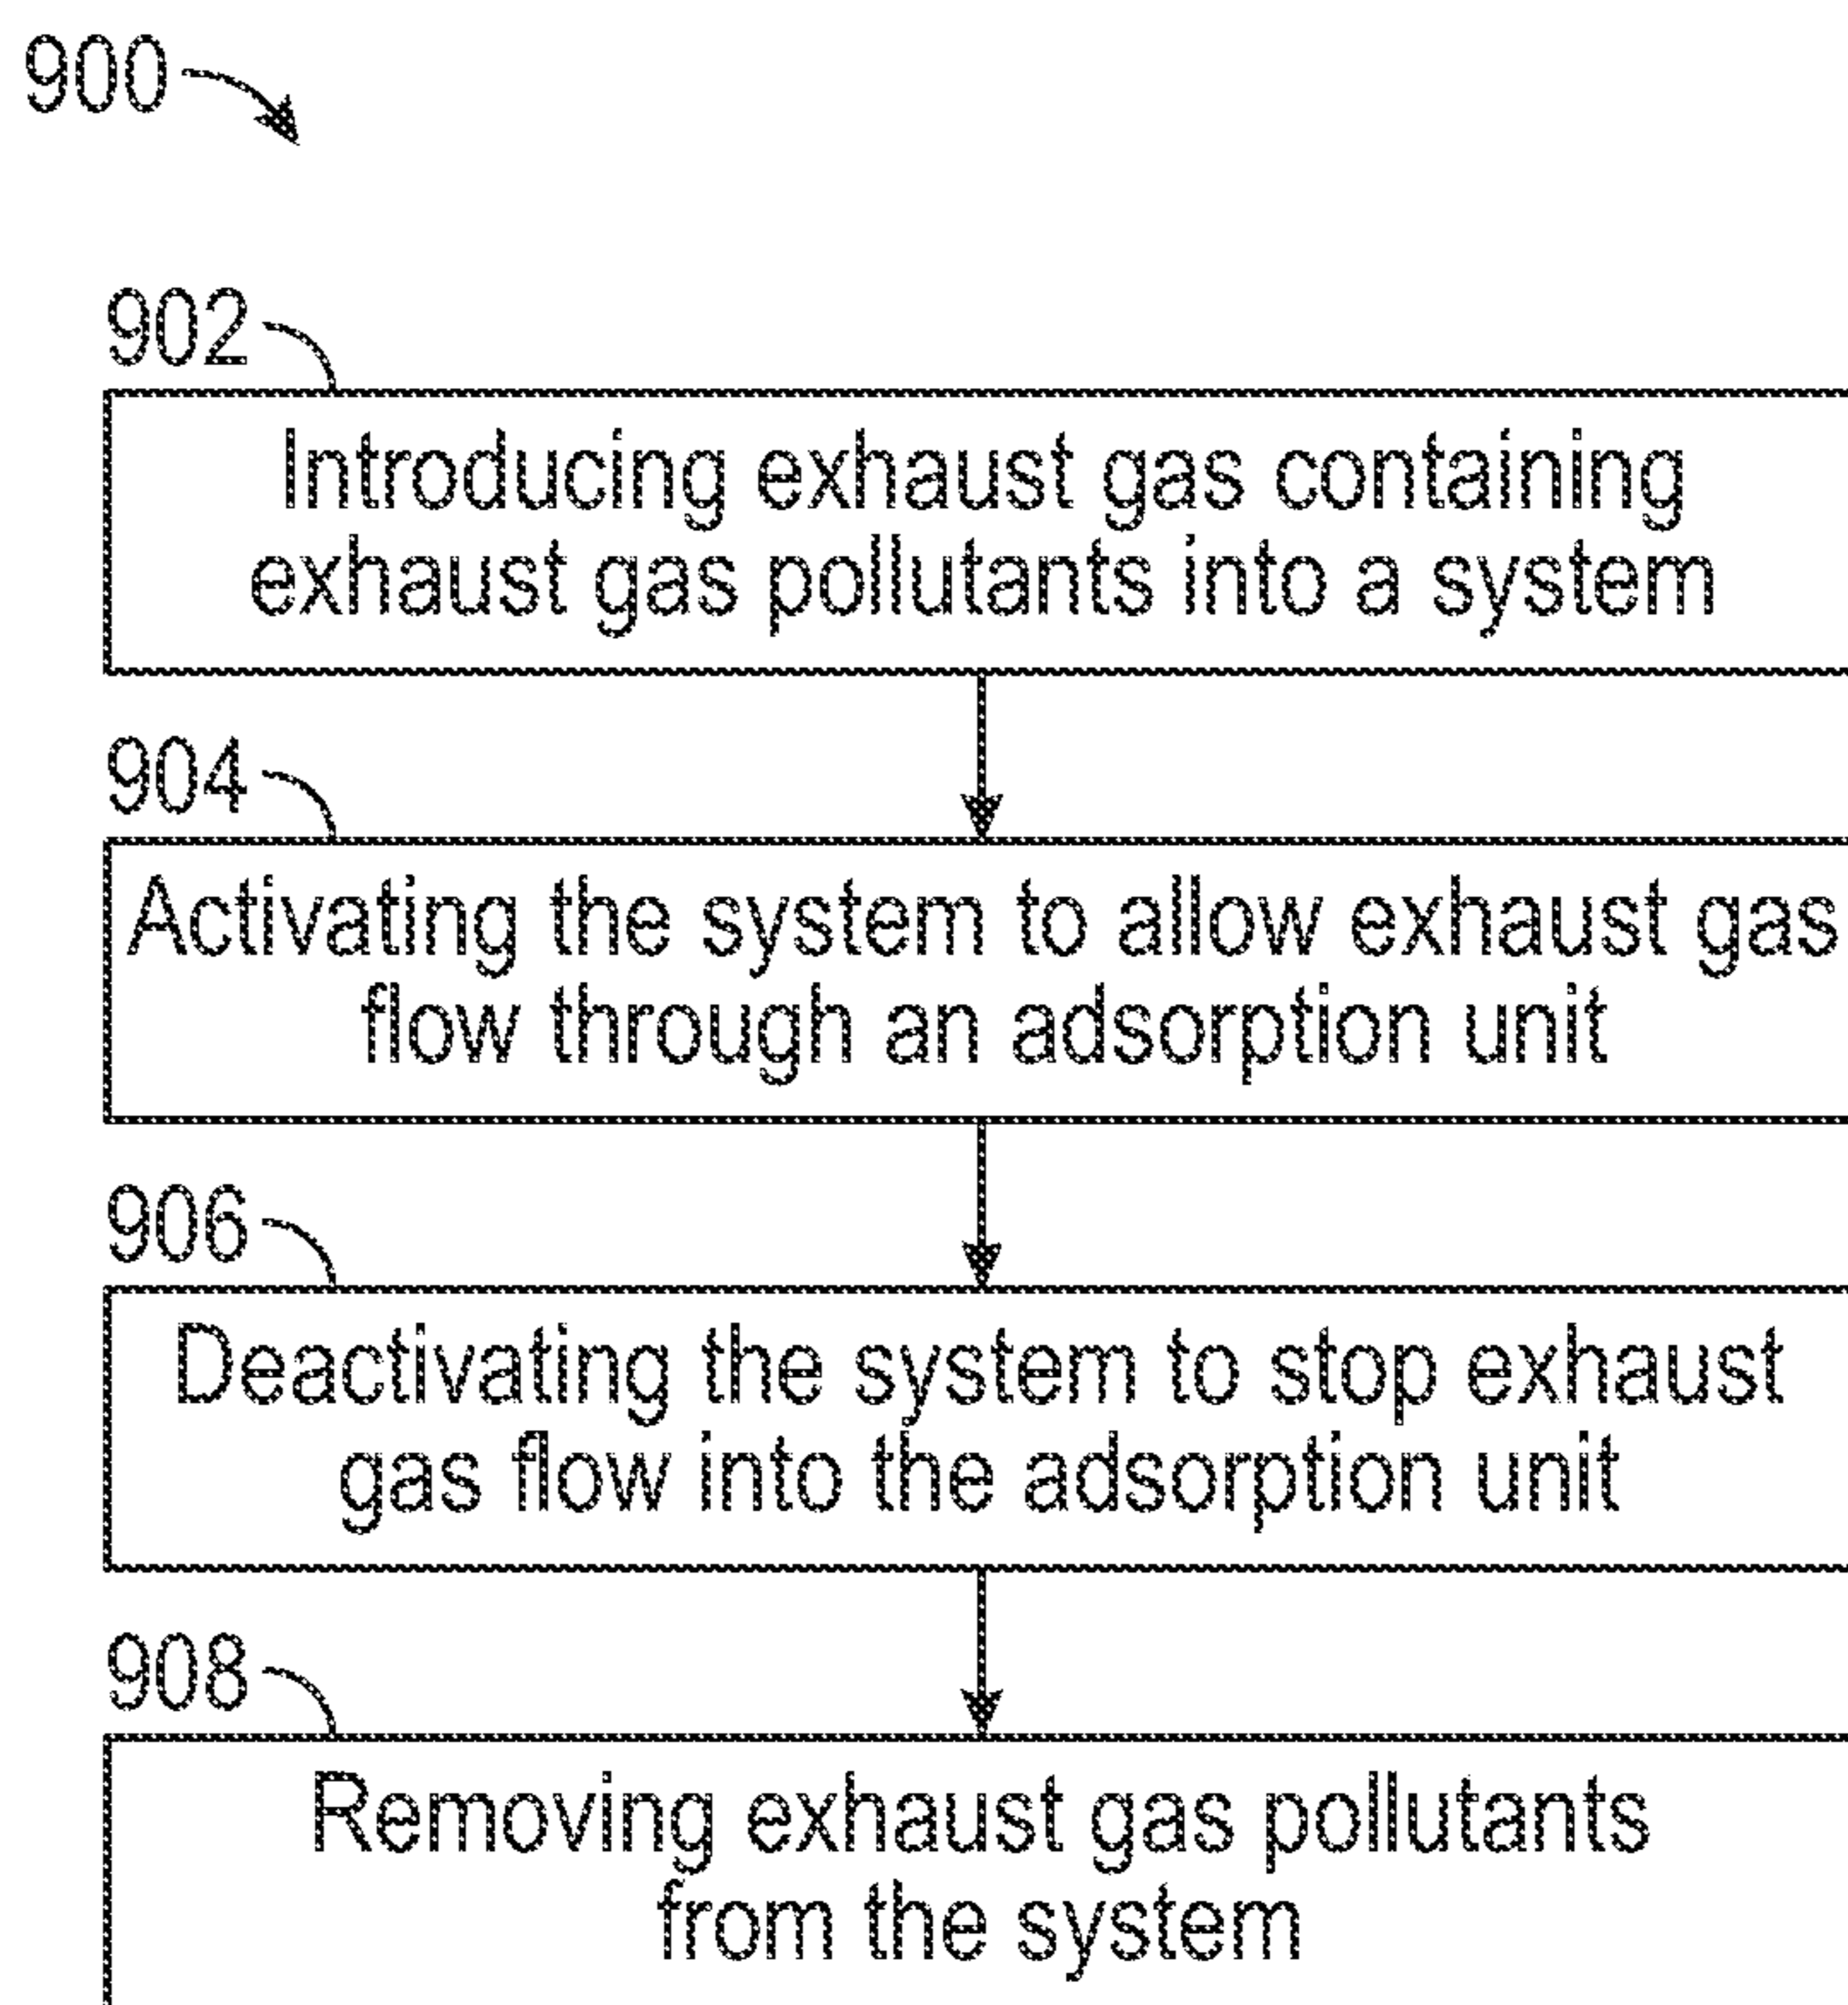 900
902
Introducing exhaust gas containing
exhaust gas pollutants into a system
904
Activating the system to allow exhaust gas
flow through an adsorption unit
906
Deactivating the system to stop exhaust
gas flow into the adsorption unit
908
Removing exhaust gas pollutants
from the system